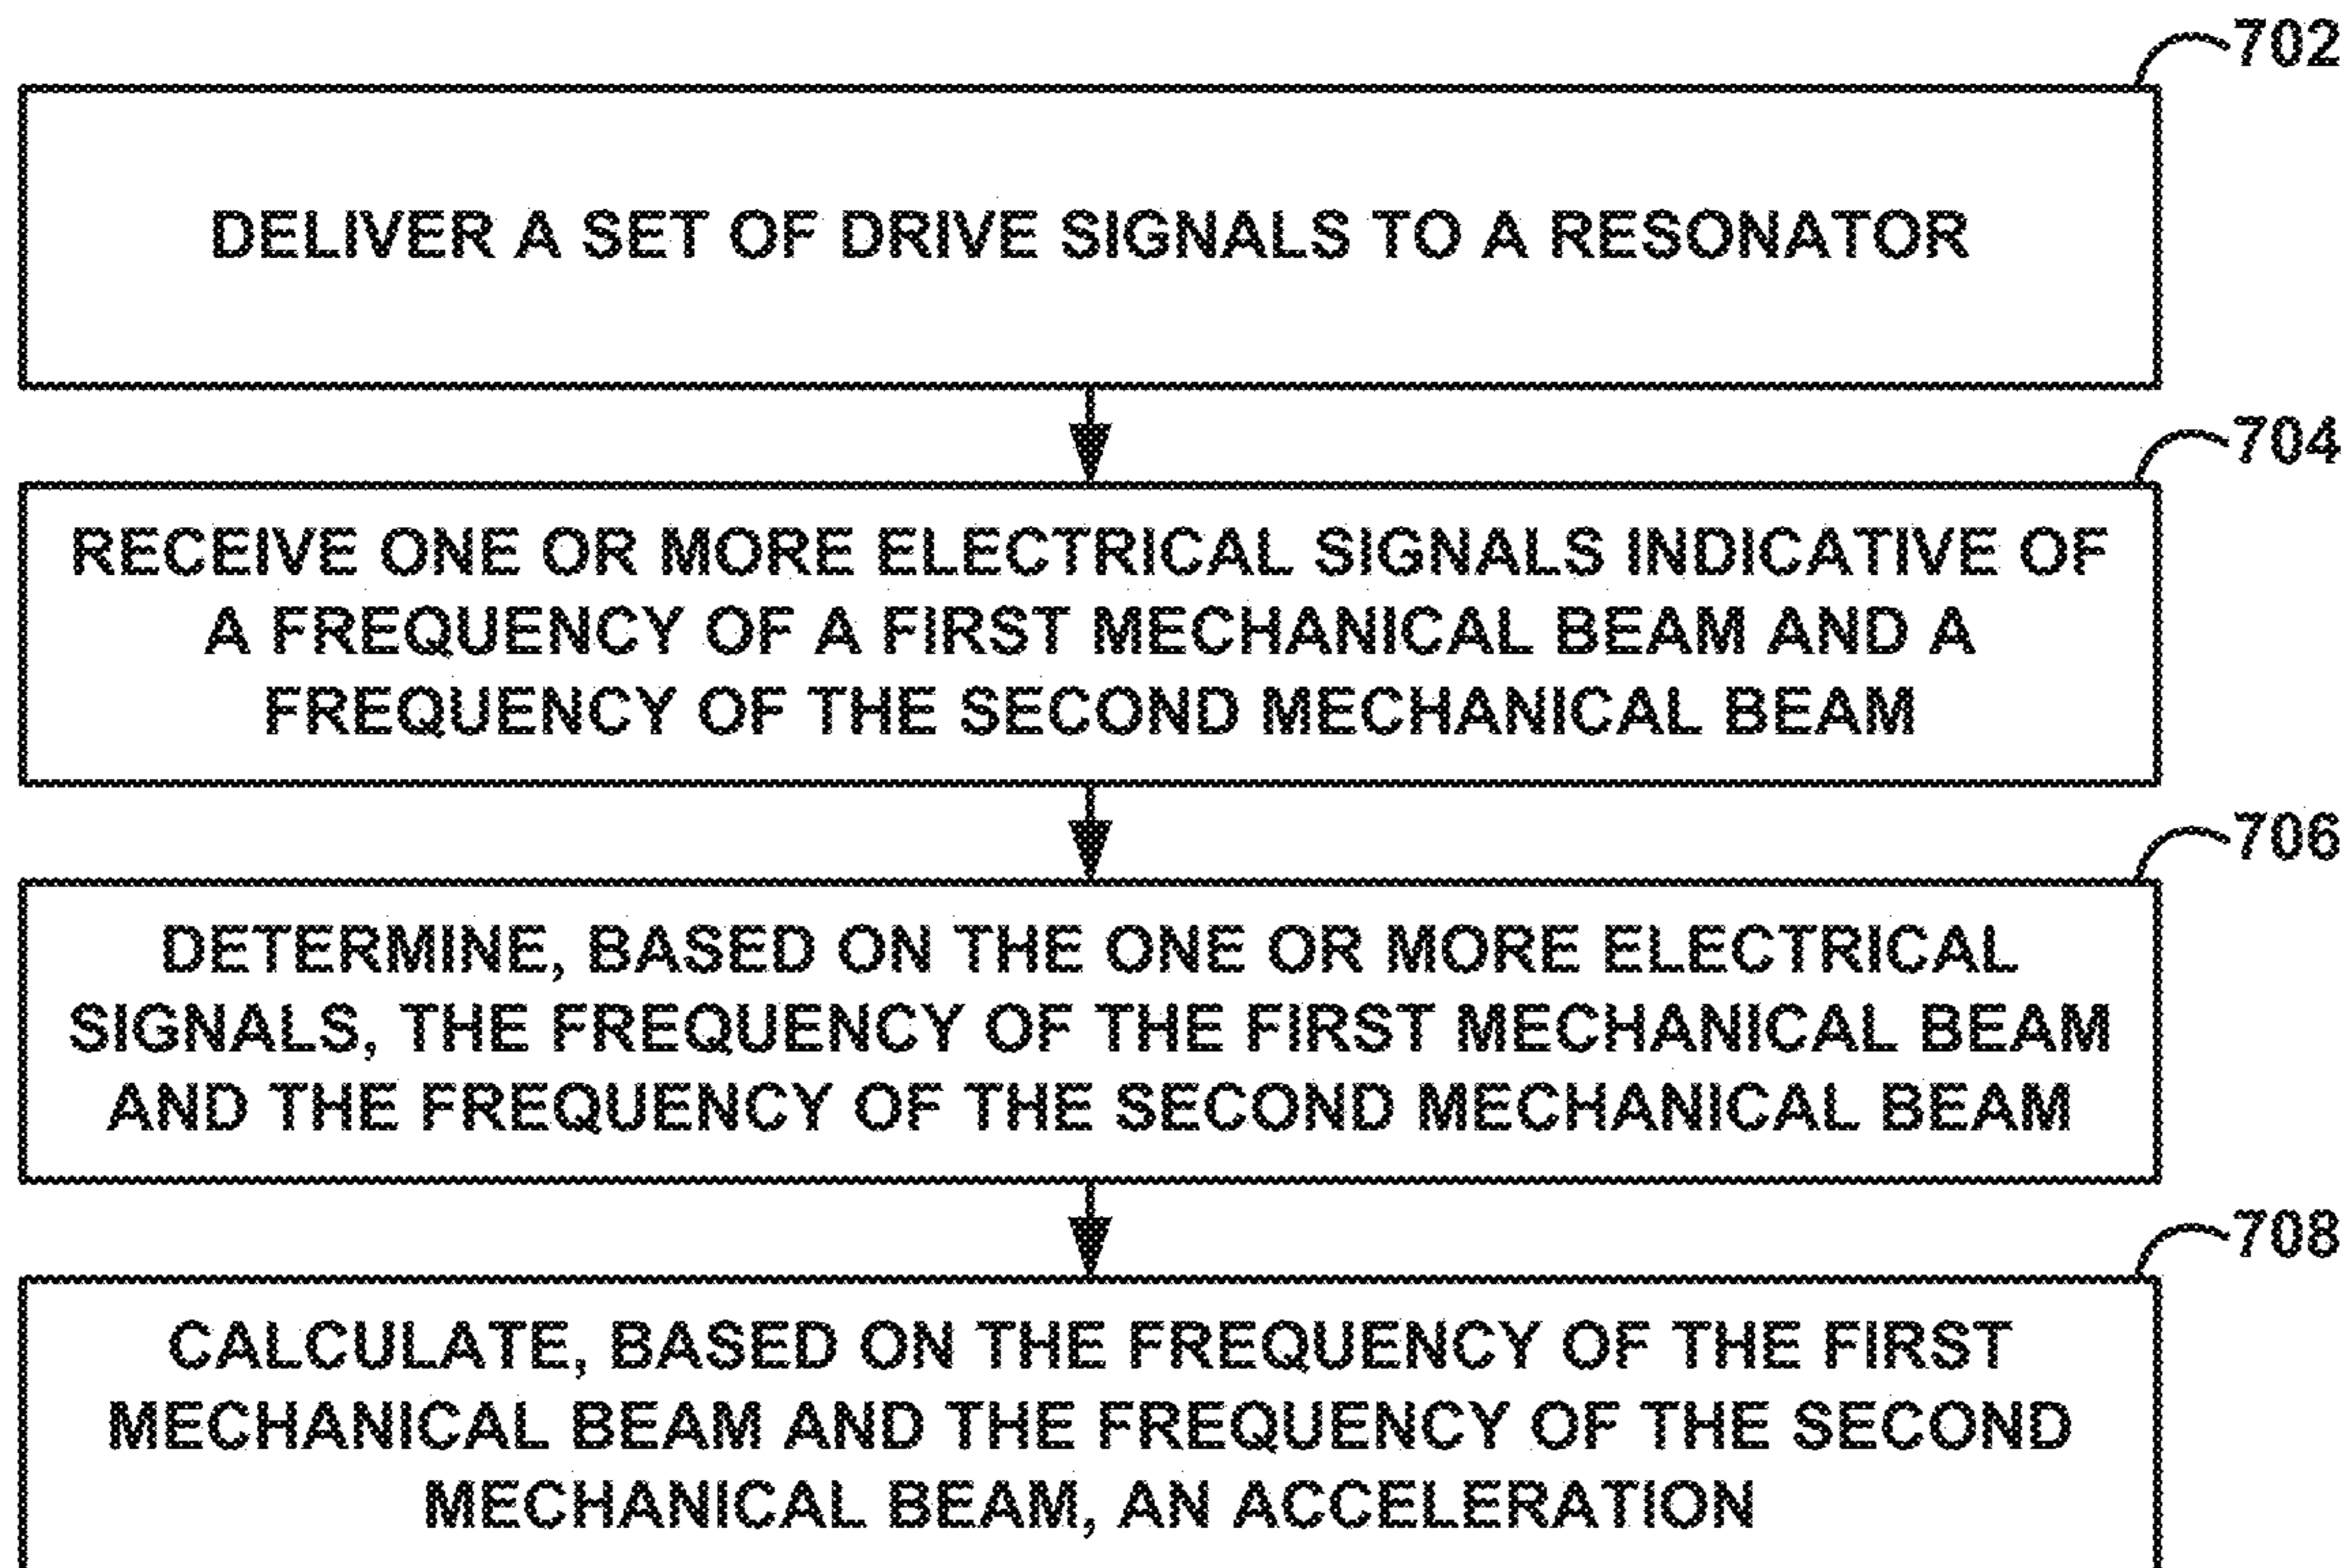 702
DELIVER A SET OF DRIVE SIGNALS TO A RESONATOR
704
RECEIVE ONE OR MORE ELECTRICAL SIGNALS INDICATIVE OF
A FREQUENCY OF A FIRST MECHANICAL BEAM AND A
FREQUENCY OF THE SECOND MECHANICAL BEAM
706
DETERMINE, BASED ON THE ONE OR MORE ELECTRICAL
SIGNALS, THE FREQUENCY OF THE FIRST MECHANICAL BEAM
AND THE FREQUENCY OF THE SECOND MECHANICAL BEAM
708
CALCULATE, BASED ON THE FREQUENCY OF THE FIRST
MECHANICAL BEAM AND THE FREQUENCY OF THE SECOND
MECHANICAL BEAM, AN ACCELERATION